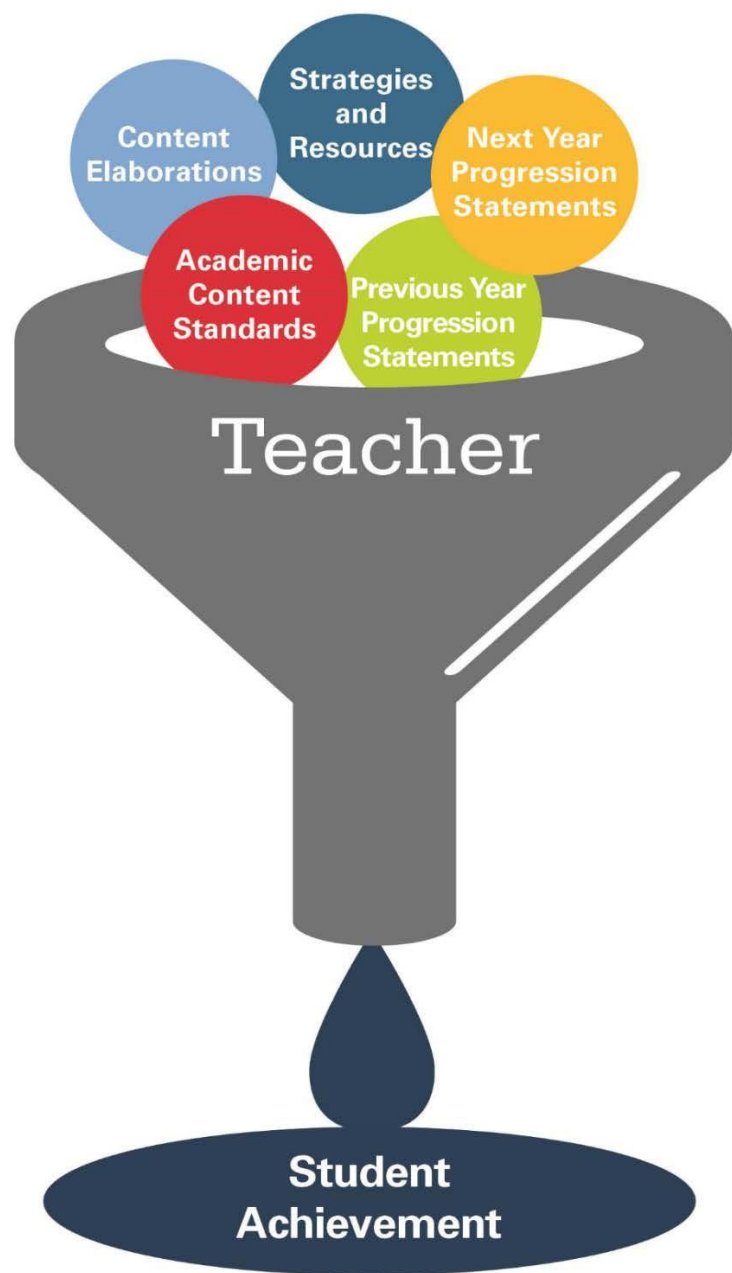 Strategies
and
Resources
Content
Elaborations
Next Year
Progression
Statements
Academic
Content
Standards
Previous Year
Progression
Statements
Teacher
Student
Achievement